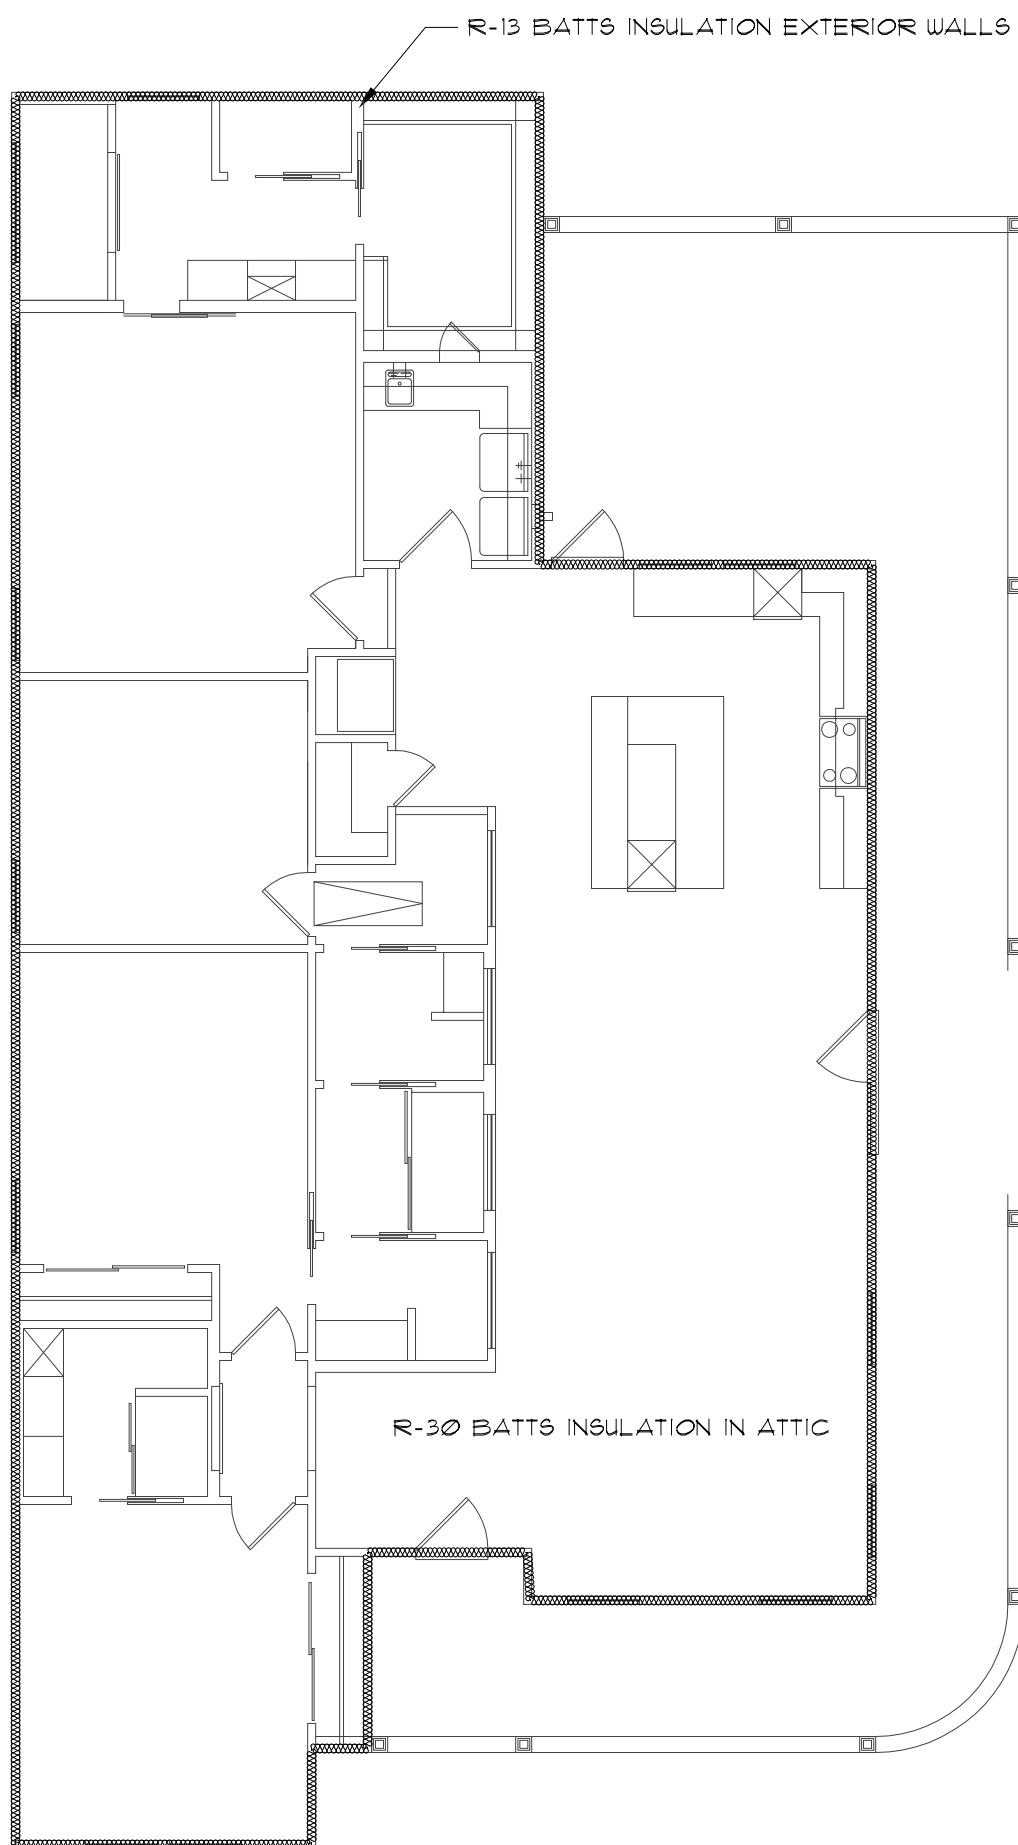 R-13 BATTS INSULATION EXTERIOR WALLS
R-30 BATTS INSULATION IN ATTIC